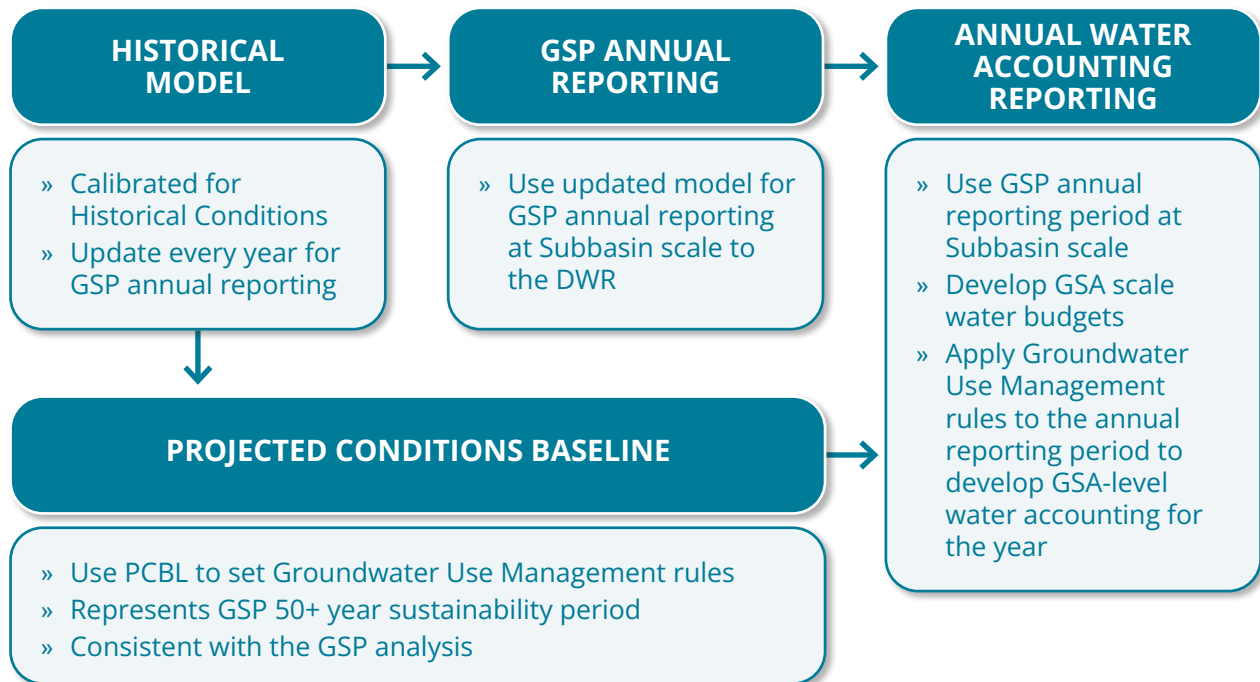 HISTORICAL
MODEL
» Calibrated for
Historical Conditions
» Update every year for
GSP annual reporting
GSP ANNUAL
REPORTING
» Use updated model for
GSP annual reporting
at Subbasin scale to
the DWR
ANNUAL WATER
ACCOUNTING
REPORTING
» Use GSP annual
reporting period at
Subbasin scale
» Develop GSA scale
water budgets
» Apply Groundwater
Use Management
rules to the annual
reporting period to
develop GSA-level
water accounting for
the year
PROJECTED CONDITIONS BASELINE
» Use PCBL to set Groundwater Use Management rules
» Represents GSP 50+ year sustainability period
» Consistent with the GSP analysis